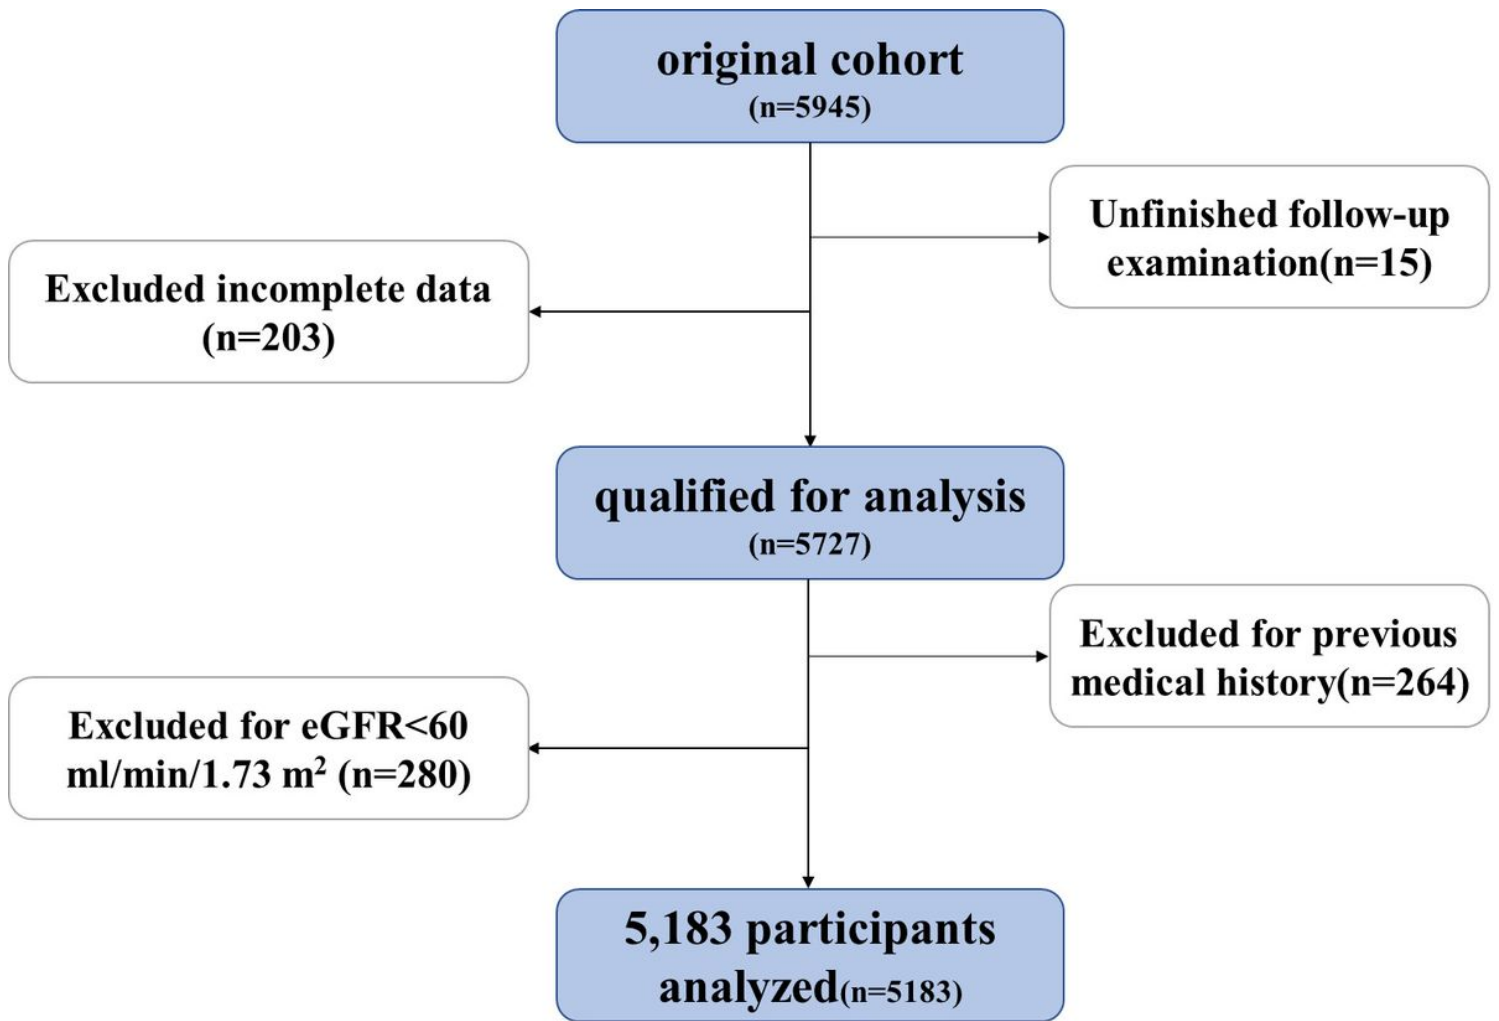 original cohort
(n=5945)
Unfinished follow-up
examination(n=15)
Excluded incomplete data
(n=203)
qualified for analysis
(n=5727)
Excluded for previous
medical history(n=264)
Excluded for eGFR<60
ml/min/1.73 m² (n=280)
5,183 participants
analyzed(n=5183)